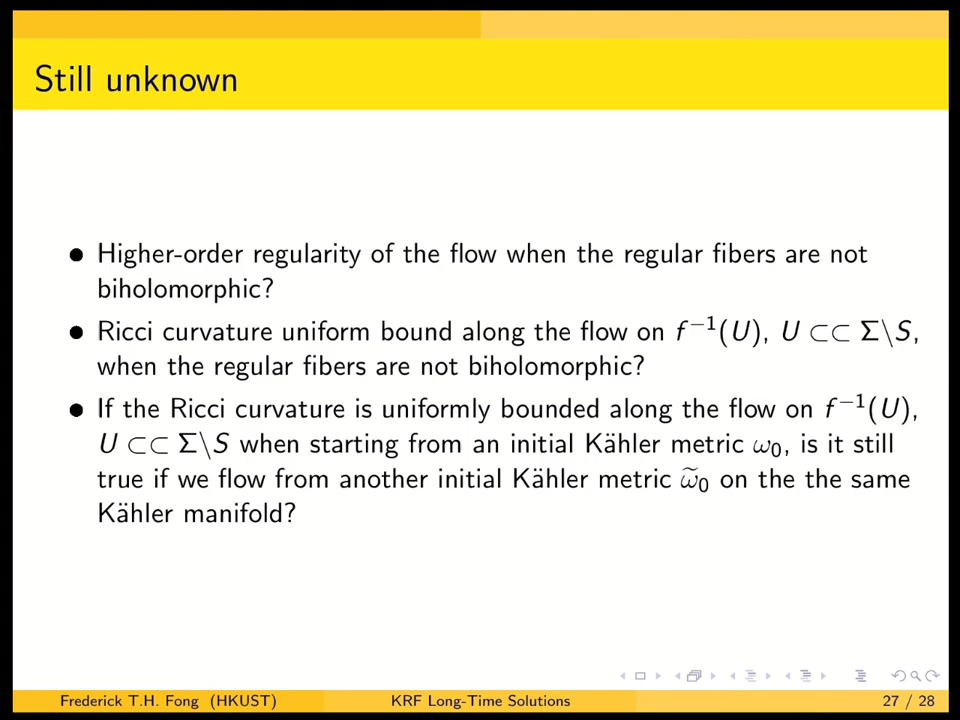 Still unknown
• Higher-order regularity of the flow when the regular fibers are not
biholomorphic?
• Ricci curvature uniform bound along the flow on f⁻¹(U), U ⊂⊂ Σ\S,
when the regular fibers are not biholomorphic?
• If the Ricci curvature is uniformly bounded along the flow on f⁻¹(U),
U ⊂⊂ Σ\S when starting from an initial Kähler metric ω₀, is it still
true if we flow from another initial Kähler metric ω̃₀ on the the same
Kähler manifold?
Frederick T.H. Fong (HKUST) KRF Long-Time Solutions 27 / 28